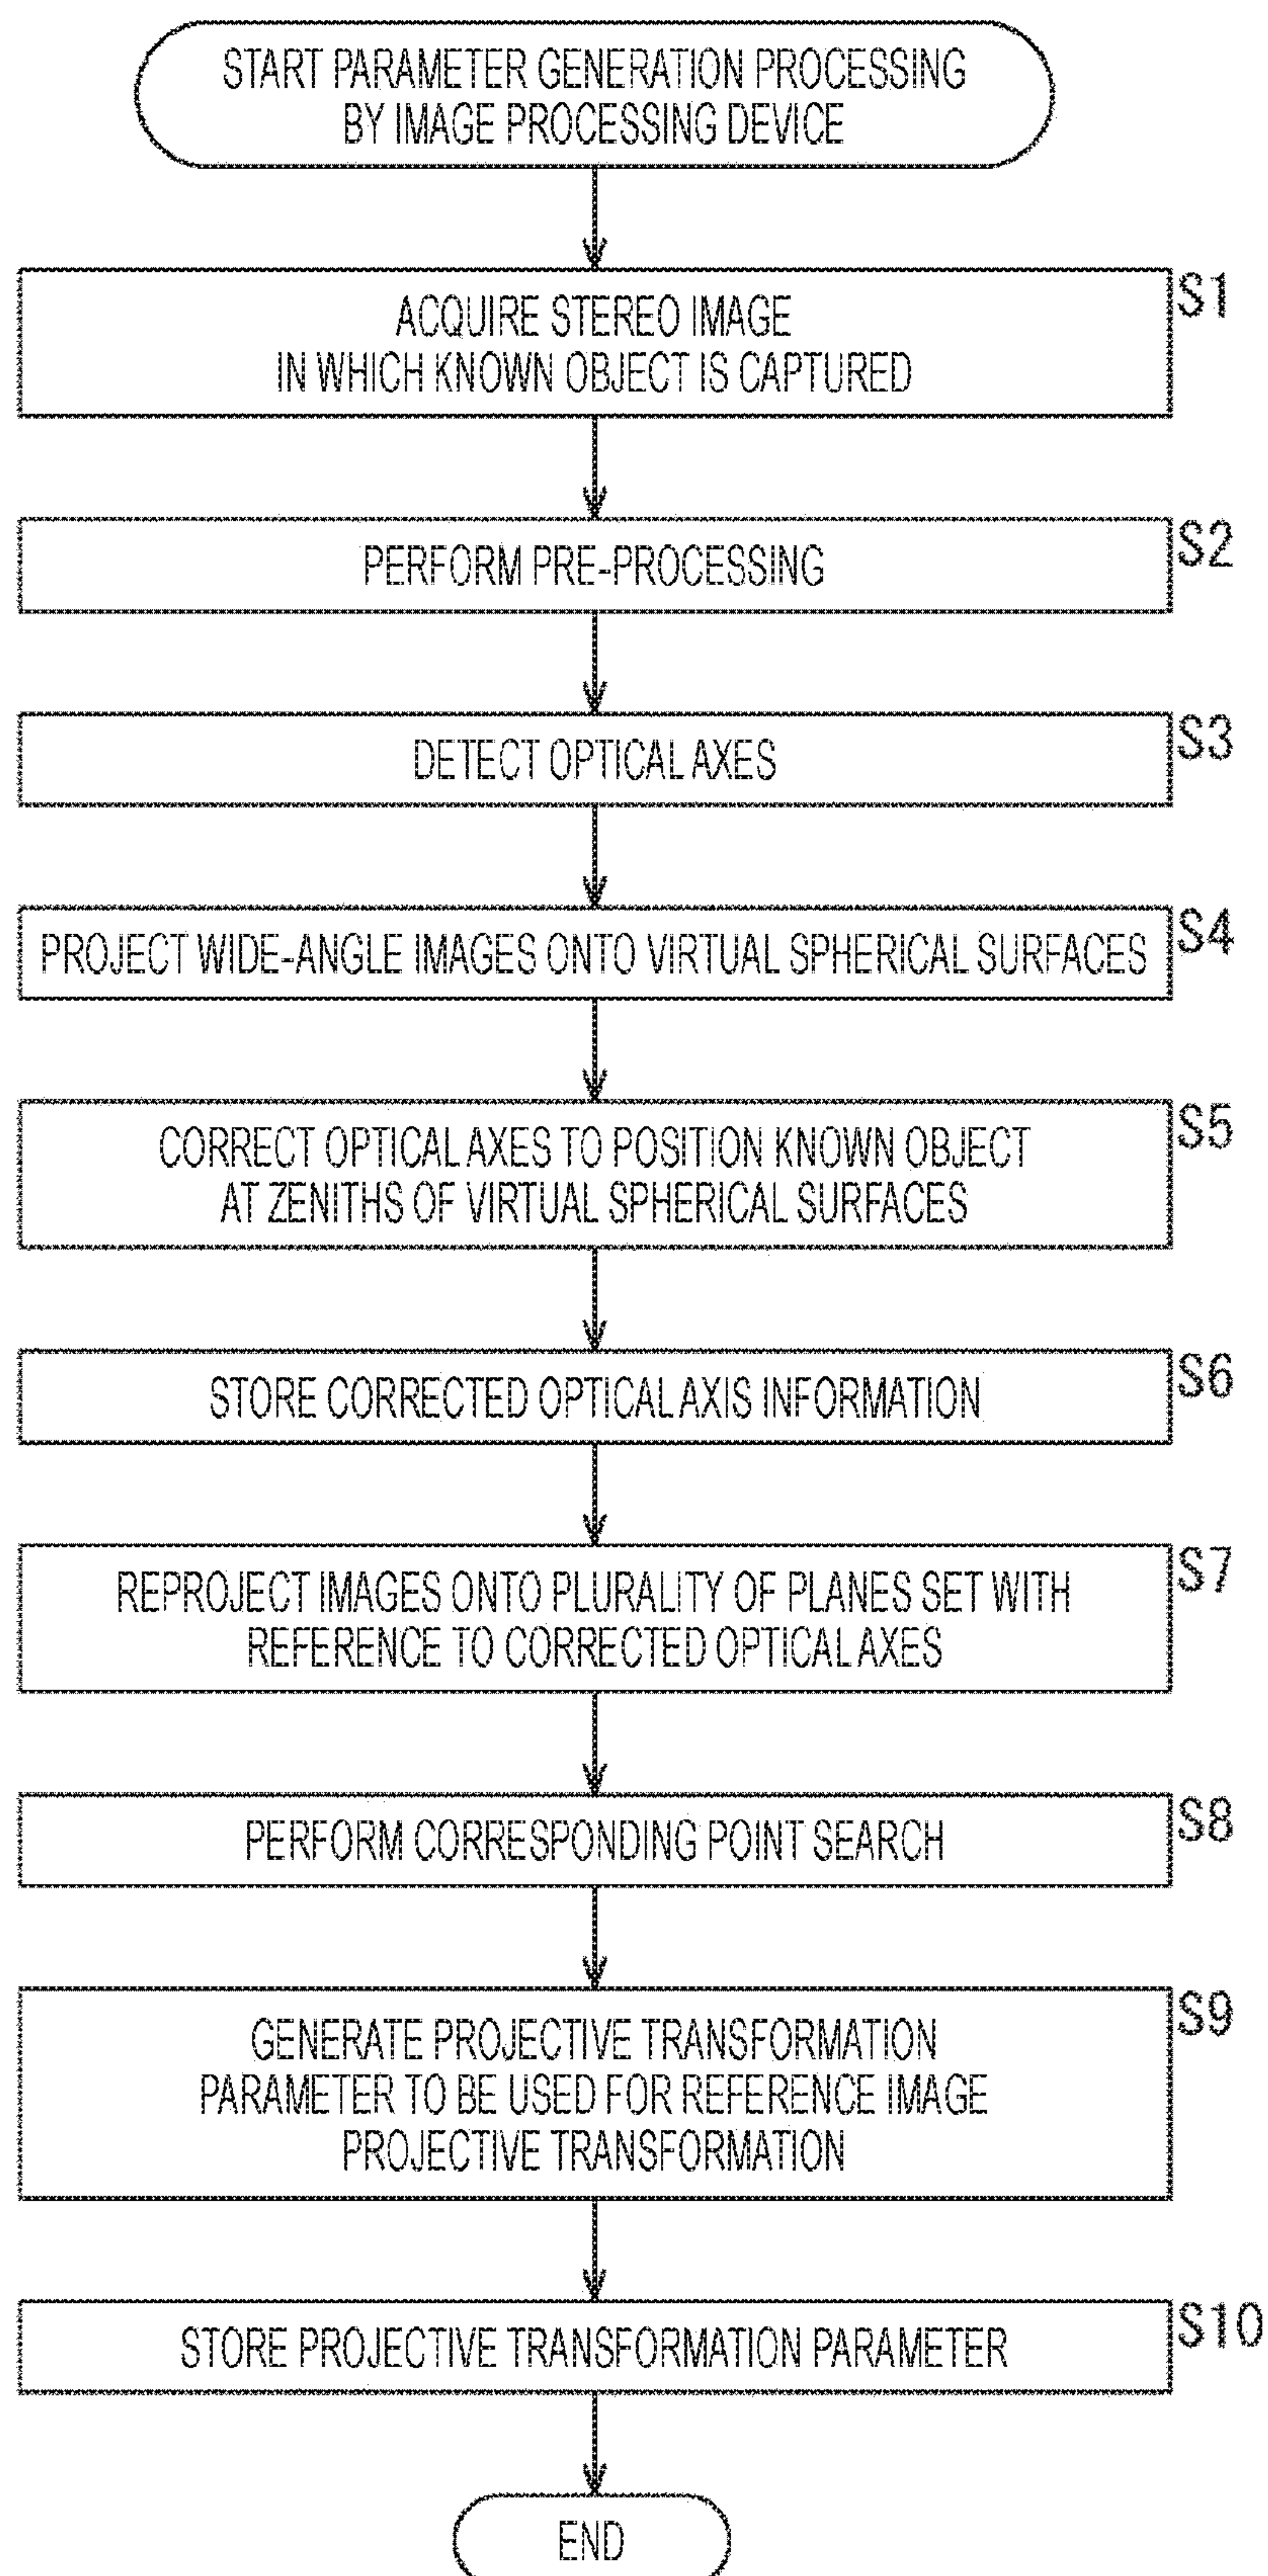 START PARAMETER GENERATION PROCESSING
BY IMAGE PROCESSING DEVICE
S1
ACQUIRE STEREO IMAGE
IN WHICH KNOWN OBJECT IS CAPTURED
S2
PERFORM PRE-PROCESSING
S3
DETECT OPTICAL AXES
S4
PROJECT WIDE-ANGLE IMAGES ONTO VIRTUAL SPHERICAL SURFACES
S5
CORRECT OPTICAL AXES TO POSITION KNOWN OBJECT
AT ZENITHS OF VIRTUAL SPHERICAL SURFACES
S6
STORE CORRECTED OPTICAL AXIS INFORMATION
S7
REPROJECT IMAGES ONTO PLURALITY OF PLANES SET WITH
REFERENCE TO CORRECTED OPTICAL AXES
S8
PERFORM CORRESPONDING POINT SEARCH
S9
GENERATE PROJECTIVE TRANSFORMATION
PARAMETER TO BE USED FOR REFERENCE IMAGE
PROJECTIVE TRANSFORMATION
S10
STORE PROJECTIVE TRANSFORMATION PARAMETER
END